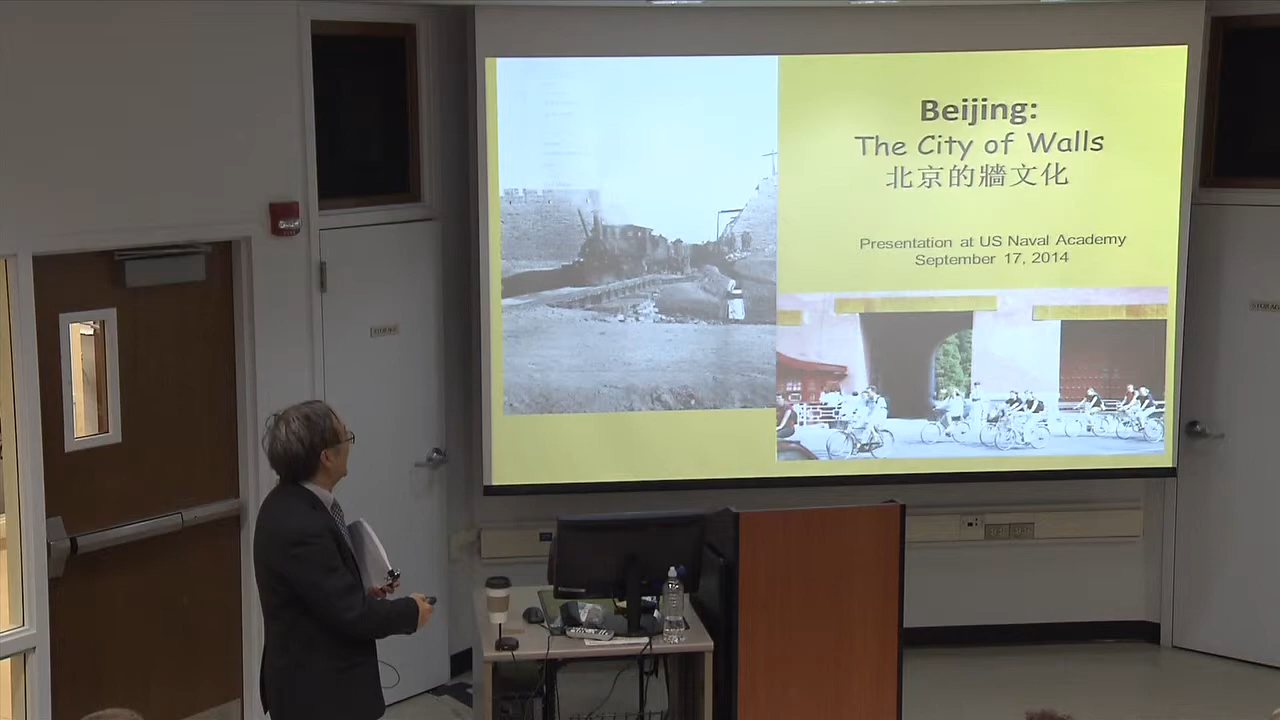 Beijing:
The City of Walls
北京的牆文化
Presentation at US Naval Academy
September 17, 2014
STORAGE